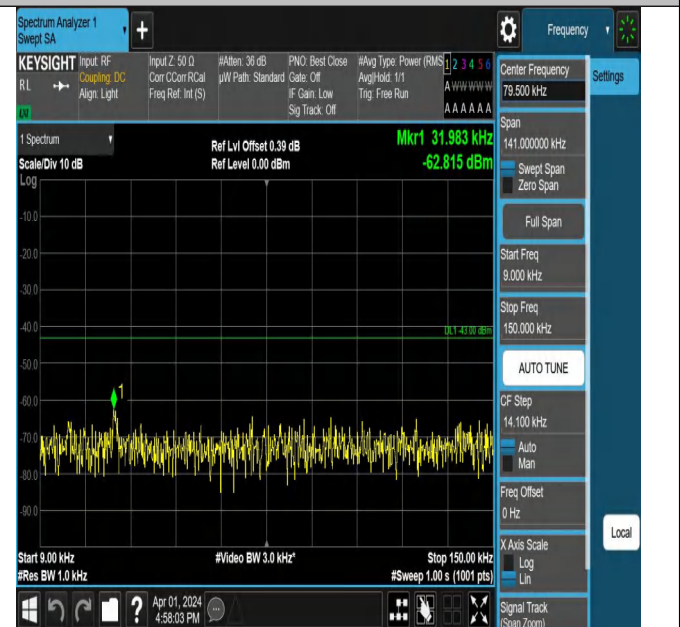 Spectrum Analyzer 1
Swept SA
+
Frequency
KEYSIGHT
RL
Input: RF
Coupling: DC
Align: Light
Input Z: 50 Ω
Corr CCorr RCal
Freq Ref: Int (S)
#Atten: 36 dB
µW Path: Standard
PNO: Best Close
Gate: Off
IF Gain: Low
Sig Track: Off
#Avg Type: Power (RMS
Avg|Hold: 1/1
Trig: Free Run
1 2 3 4 5 6
A W W W W W
A A A A A A
1 Spectrum
Scale/Div 10 dB
Log
Ref Lvl Offset 0.39 dB
Ref Level 0.00 dBm
Mkr1 31.983 kHz
-62.815 dBm
-10.0
-20.0
-30.0
-40.0
DL1 -43.00 dBm
-50.0
1
-60.0
-70.0
-80.0
-90.0
Start 9.00 kHz
#Res BW 1.0 kHz
#Video BW 3.0 kHz*
Stop 150.00 kHz
#Sweep 1.00 s (1001 pts)
?
Apr 01, 2024
4:58:03 PM
Center Frequency
79.500 kHz
Settings
Span
141.000000 kHz
Swept Span
Zero Span
Full Span
Start Freq
9.000 kHz
Stop Freq
150.000 kHz
AUTO TUNE
CF Step
14.100 kHz
Auto
Man
Freq Offset
0 Hz
Local
X Axis Scale
Log
Lin
Signal Track
(Span Zoom)